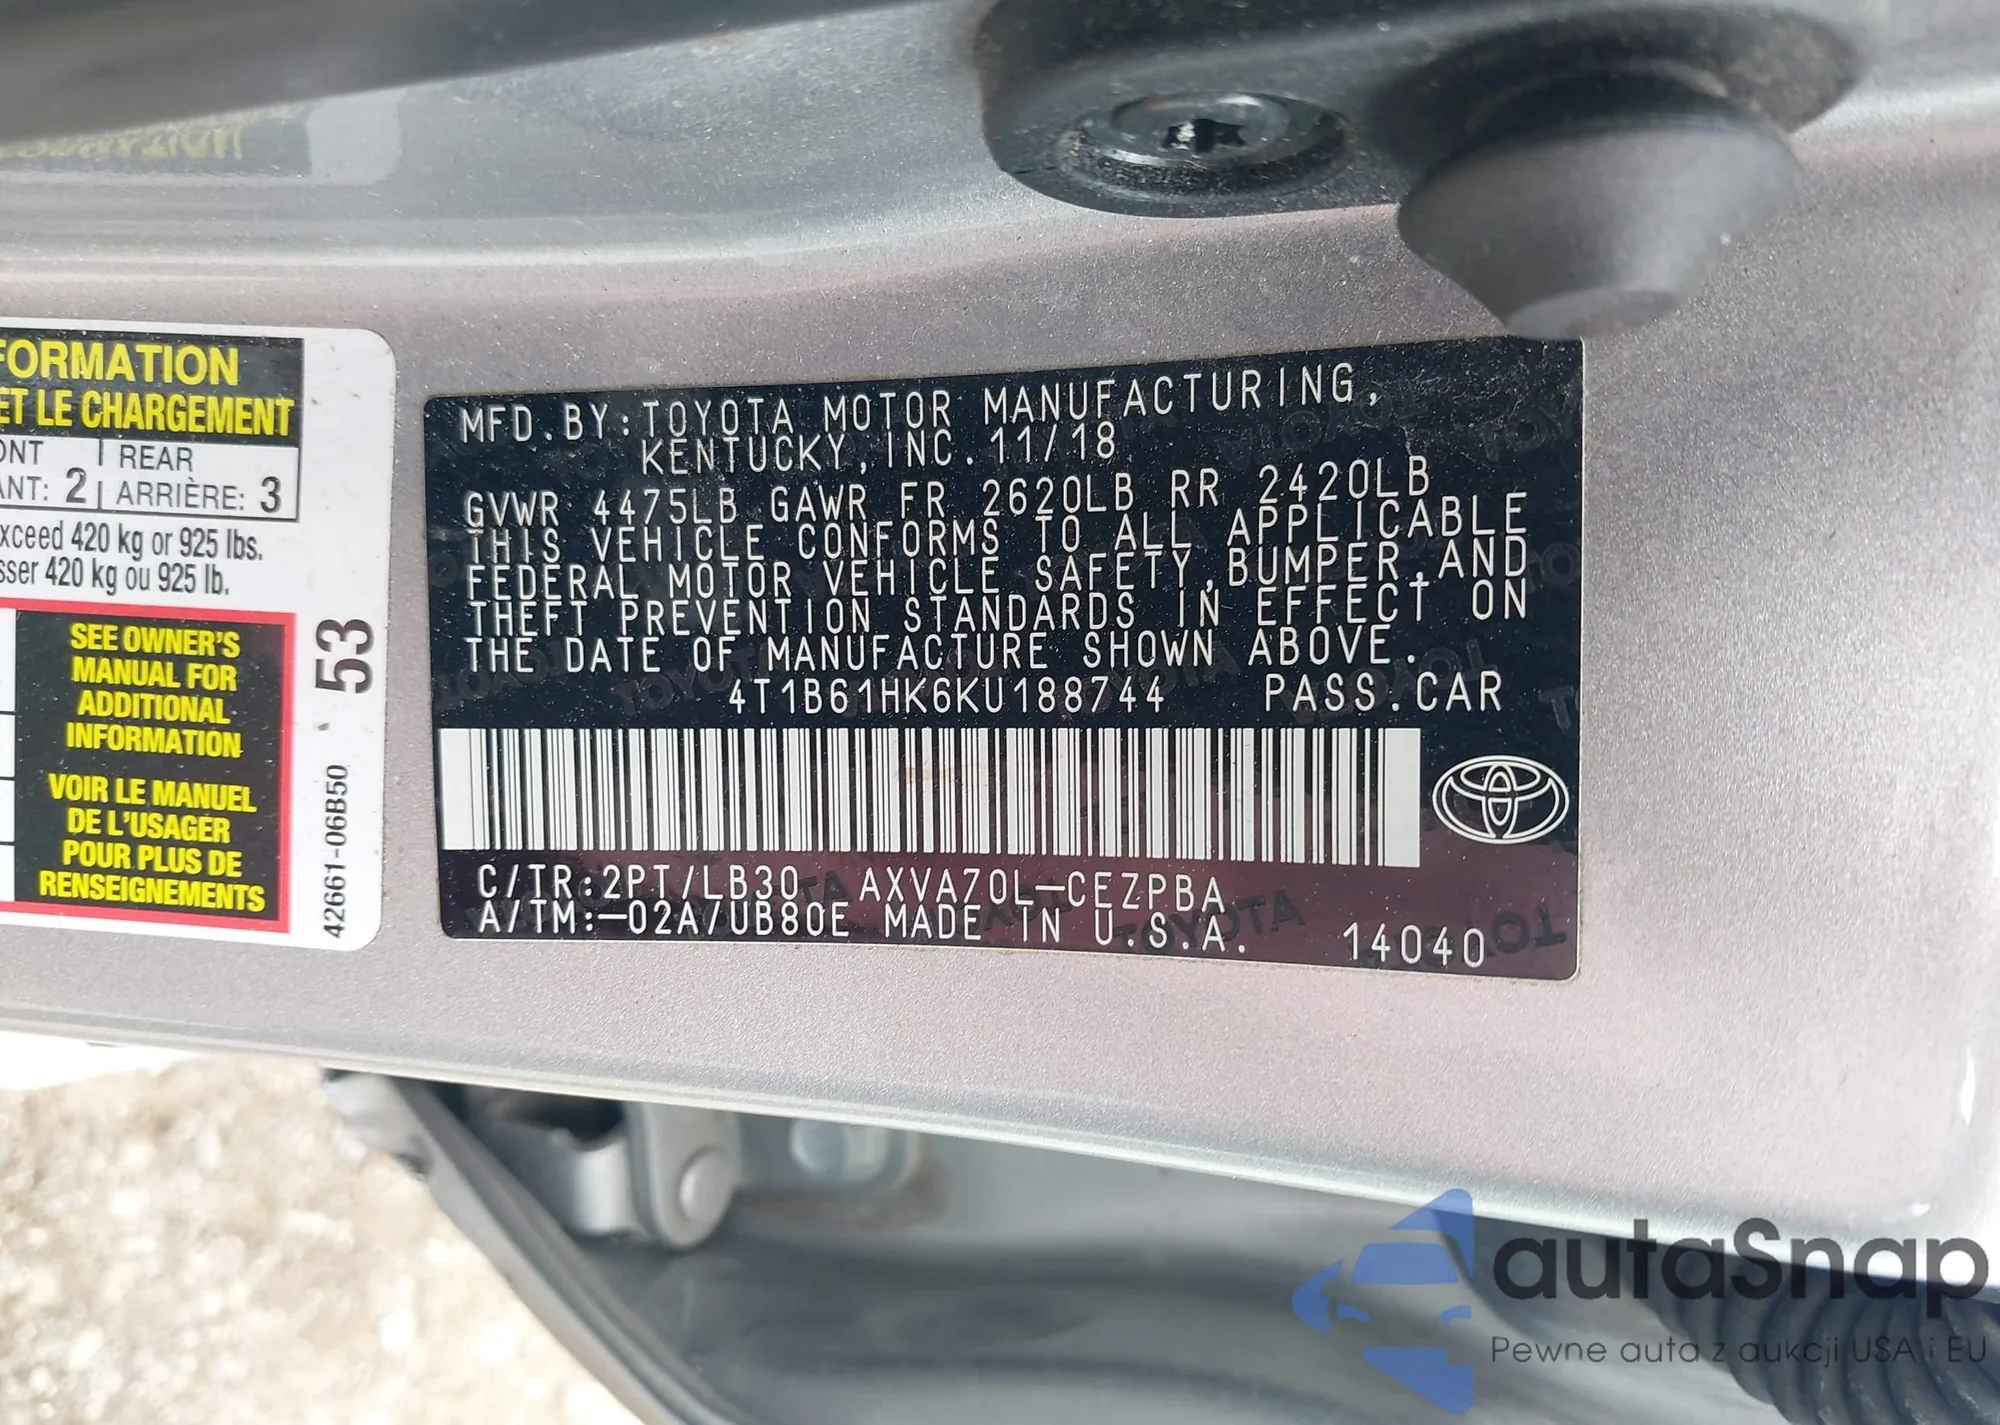 FORMATION
ET LE CHARGEMENT
ONT | REAR
ANT: 2 | ARRIÈRE: 3
xceed 420 kg or 925 lbs.
sser 420 kg ou 925 lb.
SEE OWNER'S
MANUAL FOR
ADDITIONAL
INFORMATION
VOIR LE MANUEL
DE L'USAGER
POUR PLUS DE
RENSEIGNEMENTS
53
42661-06B50
MFD.BY:TOYOTA MOTOR MANUFACTURING,
KENTUCKY,INC.11/18
GVWR 4475LB GAWR FR 2620LB RR 2420LB
THIS VEHICLE CONFORMS TO ALL APPLICABLE
FEDERAL MOTOR VEHICLE SAFETY,BUMPER,AND
THEFT PREVENTION STANDARDS IN EFFECT ON
THE DATE OF MANUFACTURE SHOWN ABOVE.
4T1B61HK6KU188744 PASS.CAR
C/TR:2PT/LB30 AXVA70L-CEZPBA
A/TM:-02A/UB80E MADE IN U.S.A. 14040
autaSnap
Pewne auta z aukcji USA i EU